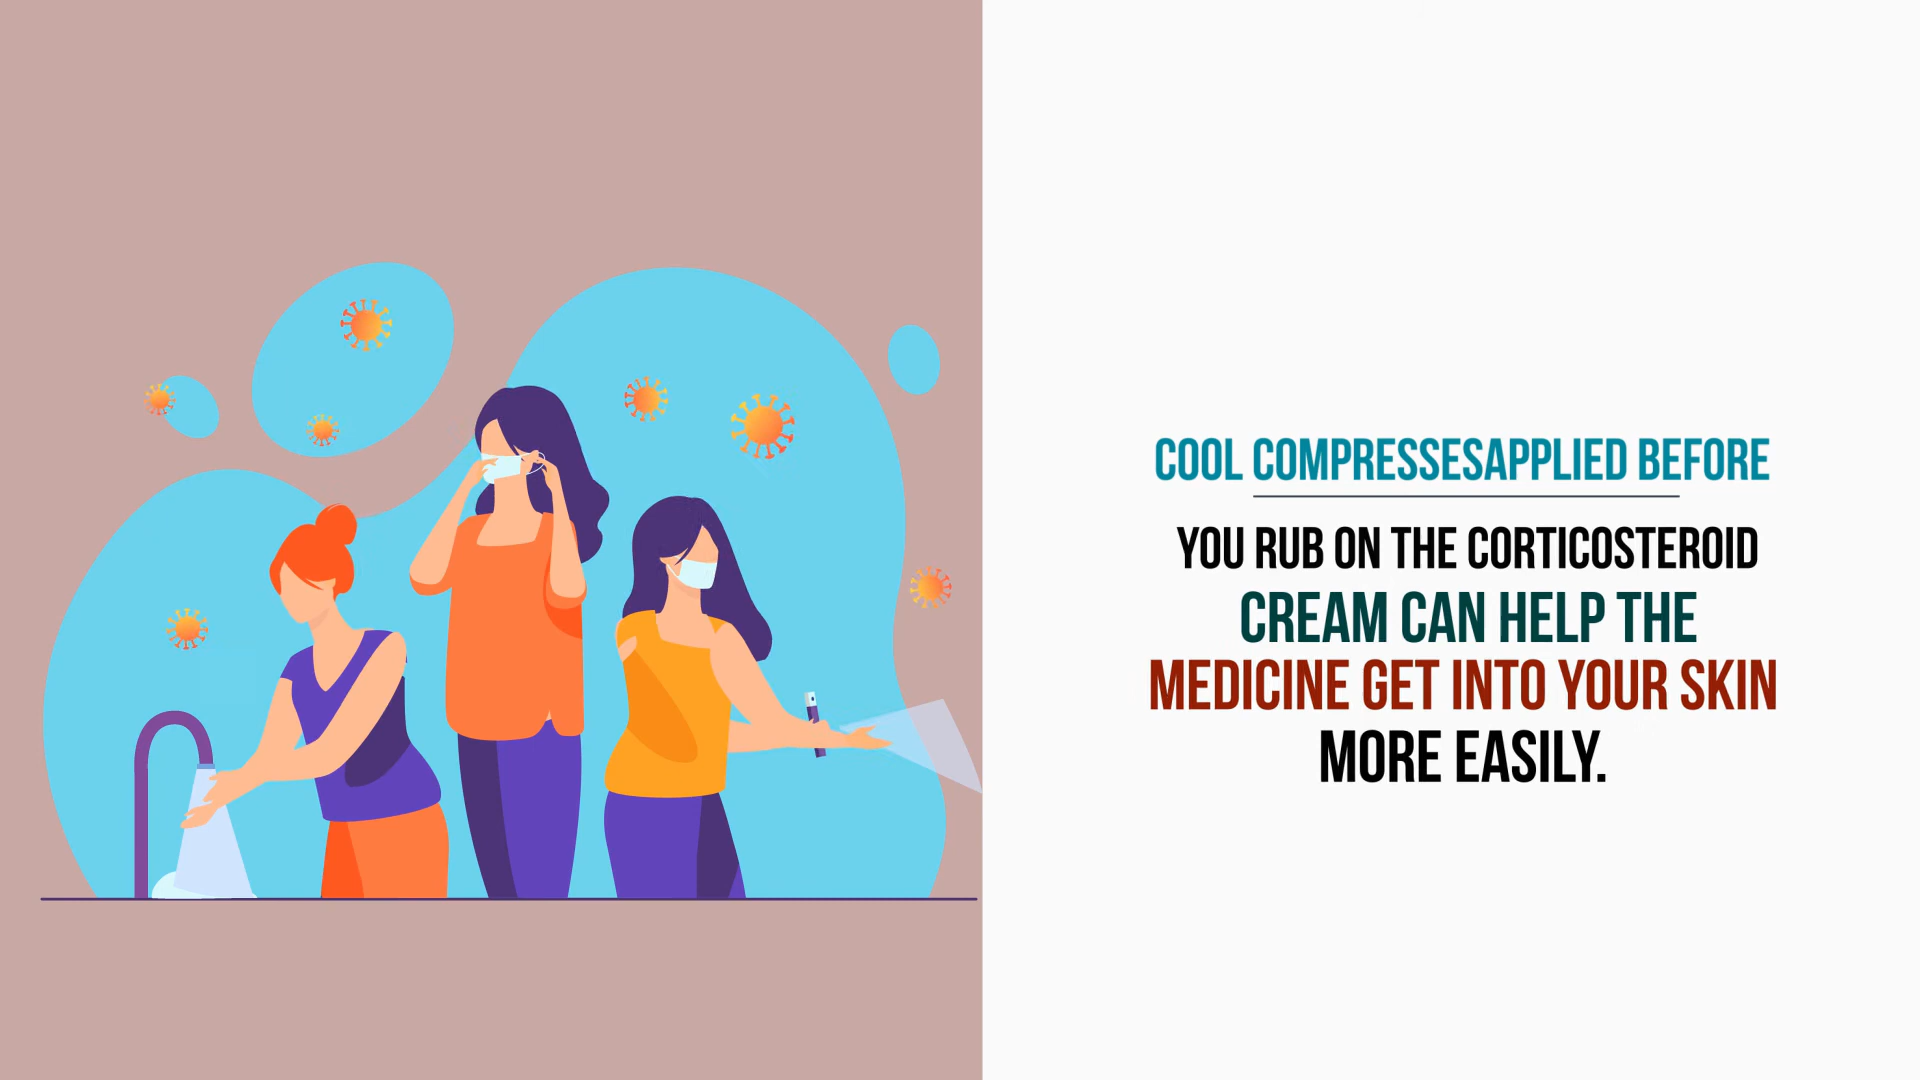 COOL COMPRESSESAPPLIED BEFORE
YOU RUB ON THE CORTICOSTEROID
CREAM CAN HELP THE
MEDICINE GET INTO YOUR SKIN
MORE EASILY.